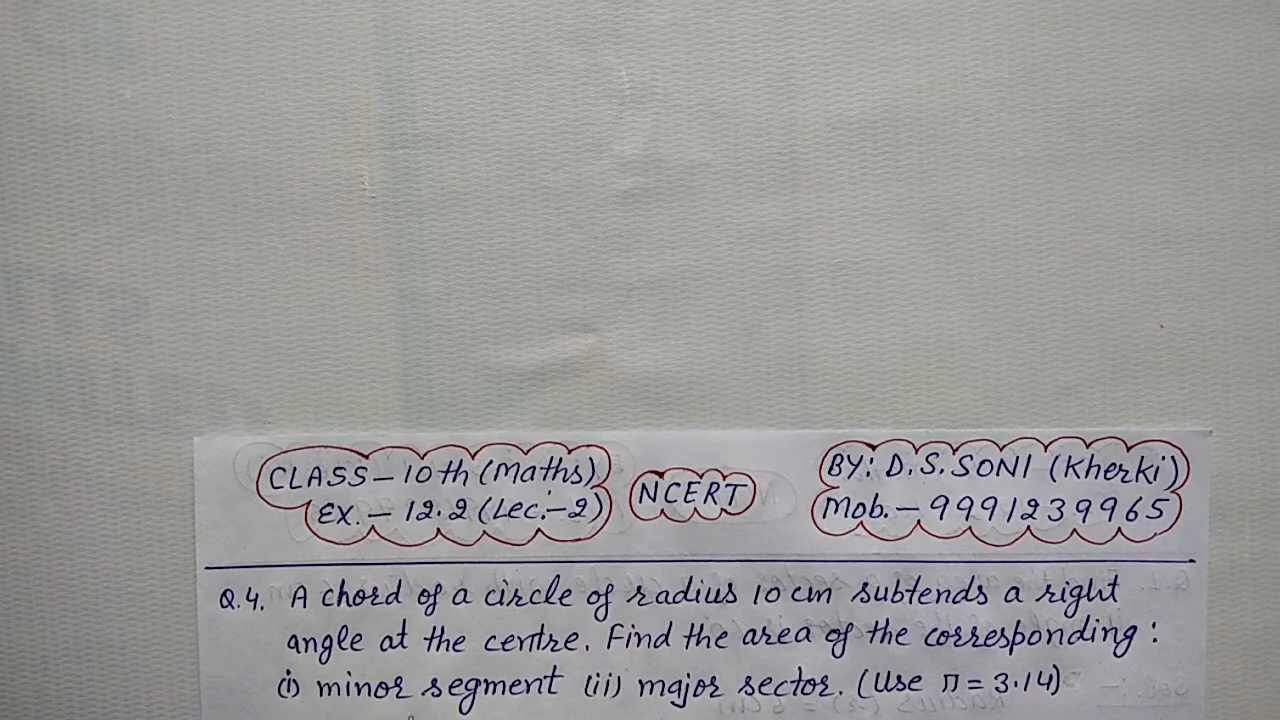 CLASS - 10th (Maths)
Ex. - 12.2 (Lec.-2)
NCERT
BY: D.S. SONI (Kherki)
Mob. - 9991239965
Q.4. A chord of a circle of radius 10 cm subtends a right
angle at the centre. Find the area of the corresponding :
(i) minor segment (ii) major sector. (Use π = 3.14)